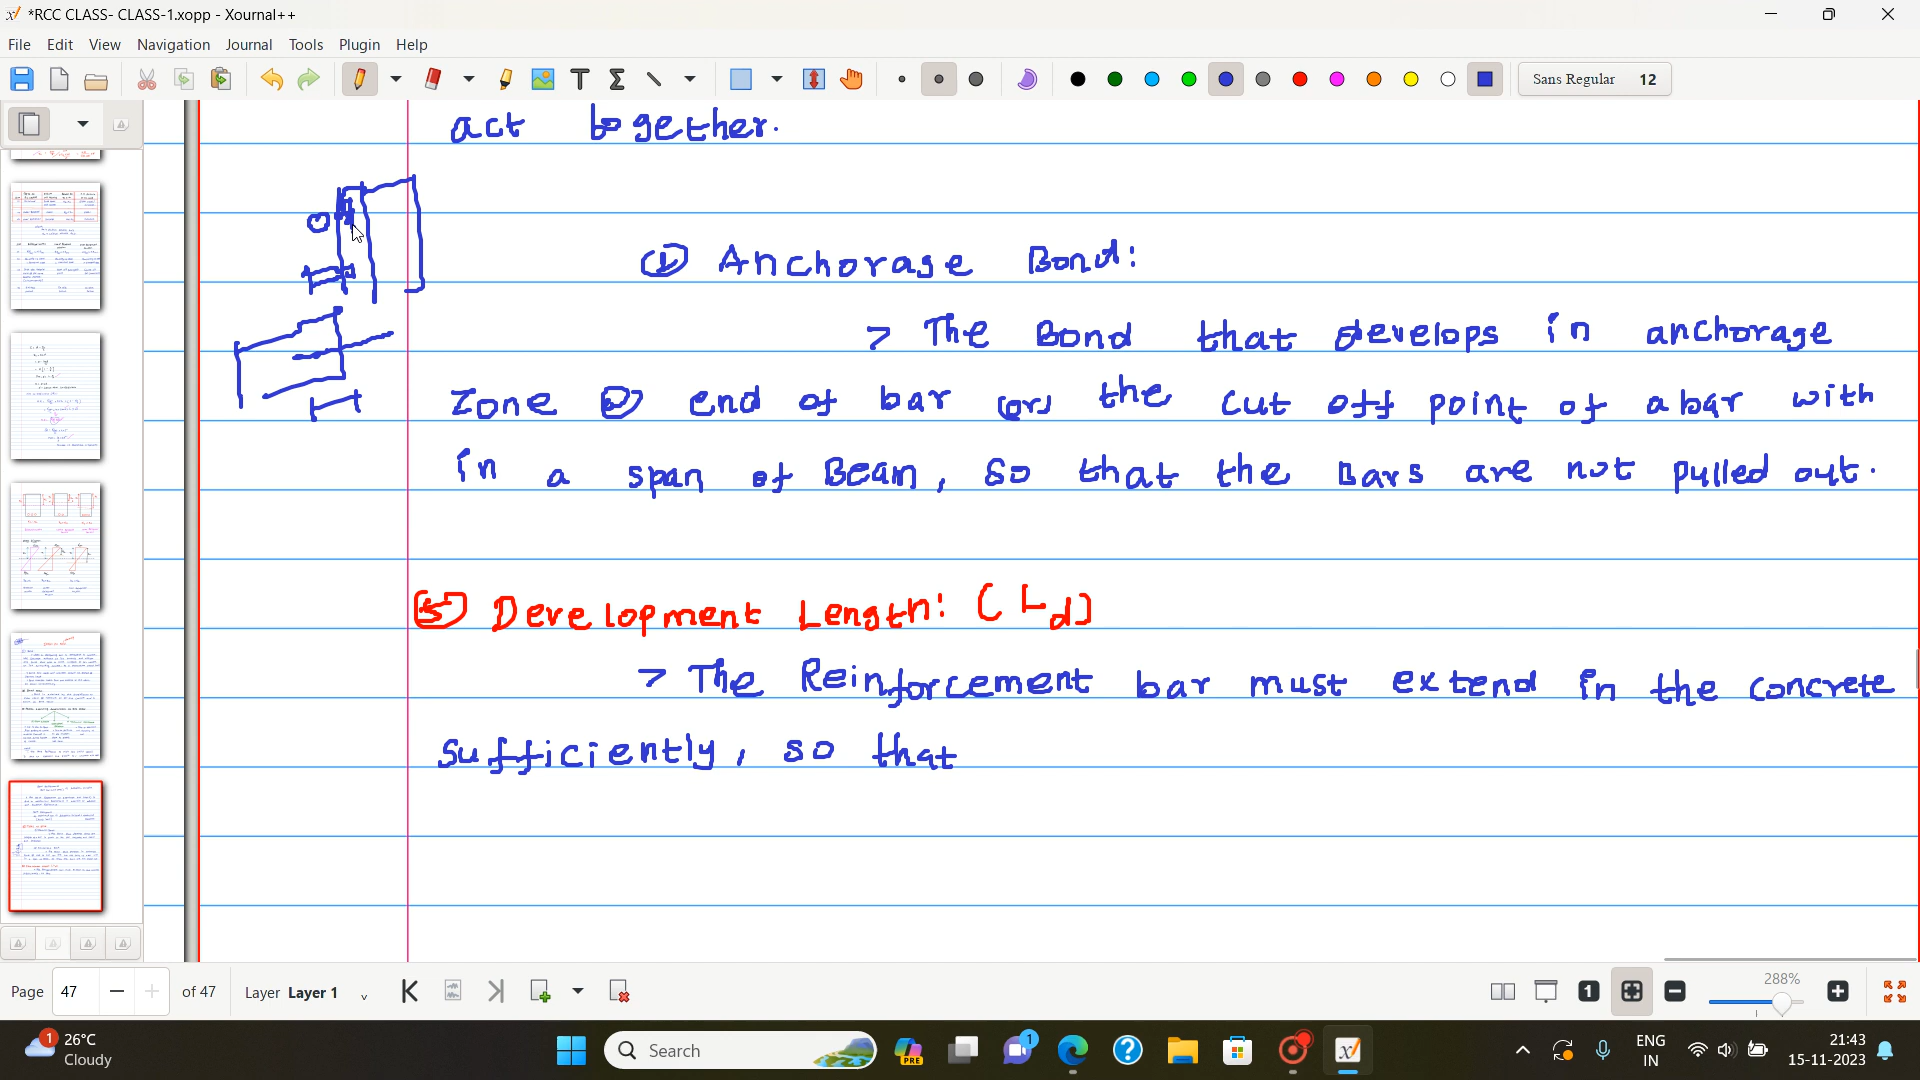 *RCC CLASS- CLASS-1.xopp - Xournal++
File Edit View Navigation Journal Tools Plugin Help
Sans Regular 12
act together.
① Anchorage Bond:
> The Bond that develops in anchorage
zone @ end of bar (or) the cut off point of a bar with
in a span of Beam, so that the Bars are not pulled out.
⑤ Development Length: ( Ld )
> The Reinforcement bar must extend in the concrete
sufficiently, so that
Page 47 of 47 Layer Layer 1 288%
1 26°C
Cloudy
Search
PRE
1
ENG
IN
21:43
15-11-2023